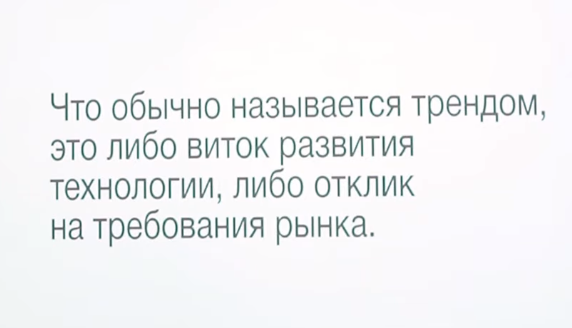 Что обычно называется трендом,
это либо виток развития
технологии, либо отклик
на требования рынка.